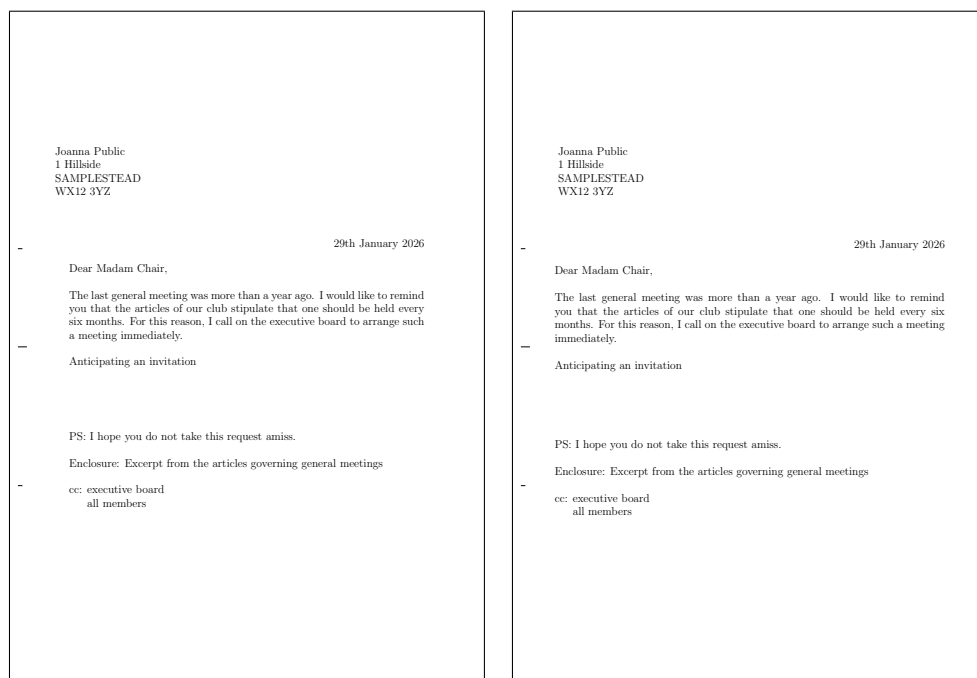 Joanna Public
1 Hillside
SAMPLESTEAD
WX12 3YZ
29th January 2026
Dear Madam Chair,
The last general meeting was more than a year ago. I would like to remind
you that the articles of our club stipulate that one should be held every
six months. For this reason, I call on the executive board to arrange such
a meeting immediately.
Anticipating an invitation
PS: I hope you do not take this request amiss.
Enclosure: Excerpt from the articles governing general meetings
cc: executive board
all members
Joanna Public
1 Hillside
SAMPLESTEAD
WX12 3YZ
29th January 2026
Dear Madam Chair,
The last general meeting was more than a year ago. I would like to remind
you that the articles of our club stipulate that one should be held every six
months. For this reason, I call on the executive board to arrange such a meeting
immediately.
Anticipating an invitation
PS: I hope you do not take this request amiss.
Enclosure: Excerpt from the articles governing general meetings
cc: executive board
all members